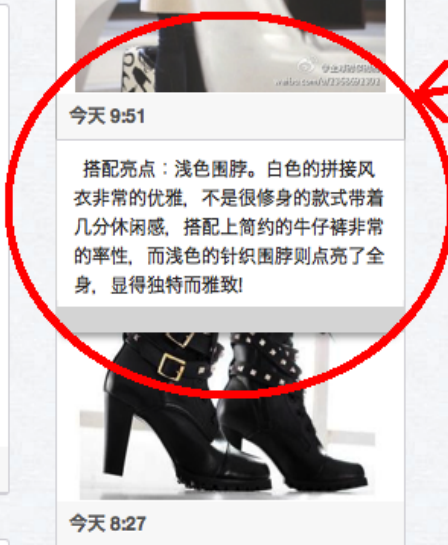 今天 9:51
搭配亮点：浅色围脖。白色的拼接风
衣非常的优雅，不是很修身的款式带着
几分休闲感，搭配上简约的牛仔裤非常
的率性，而浅色的针织围脖则点亮了全
身，显得独特而雅致!
今天 8:27